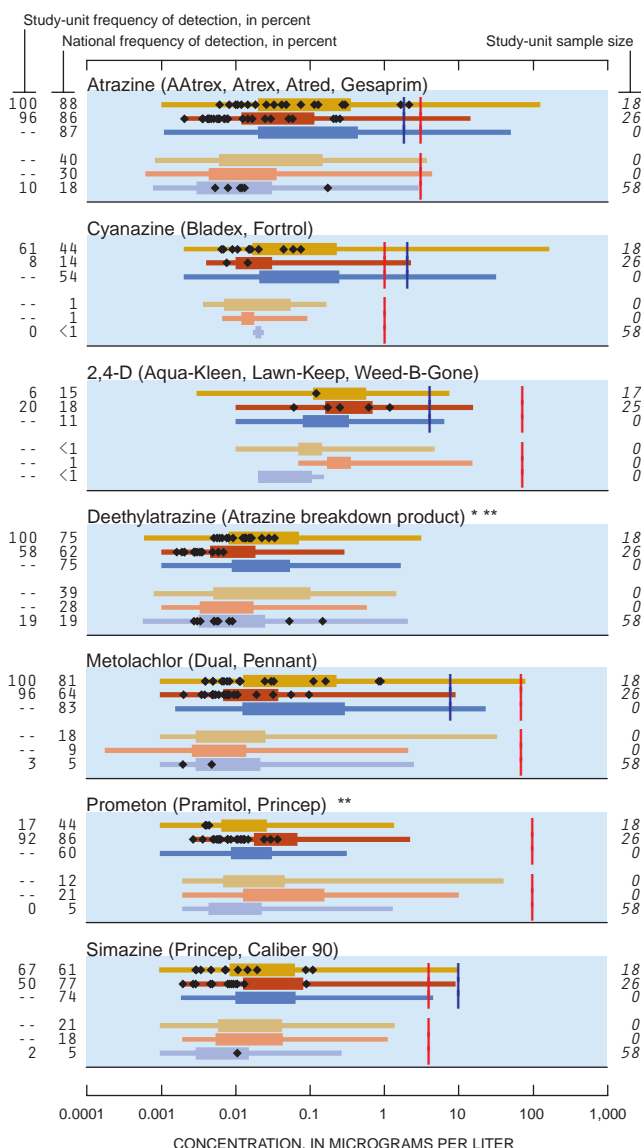 Study-unit frequency of detection, in percent
National frequency of detection, in percent
Study-unit sample size
Atrazine (AAtrex, Atrex, Atred, Gesaprim)
100 88 18
96 86 26
-- 87 0
-- 40 0
-- 30 0
10 18 58
Cyanazine (Bladex, Fortrol)
61 44 18
8 14 26
-- 54 0
-- 1 0
-- 1 0
0 <1 58
2,4-D (Aqua-Kleen, Lawn-Keep, Weed-B-Gone)
6 15 17
20 18 25
-- 11 0
-- <1 0
-- 1 0
-- <1 0
Deethylatrazine (Atrazine breakdown product) * **
100 75 18
58 62 26
-- 75 0
-- 39 0
-- 28 0
19 19 58
Metolachlor (Dual, Pennant)
100 81 18
96 64 26
-- 83 0
-- 18 0
-- 9 0
3 5 58
Prometon (Pramitol, Princep) **
17 44 18
92 86 26
-- 60 0
-- 12 0
-- 21 0
0 5 58
Simazine (Princep, Caliber 90)
67 61 18
50 77 26
-- 74 0
-- 21 0
-- 18 0
2 5 58
0.0001 0.001 0.01 0.1 1 10 100 1,000
CONCENTRATION, IN MICROGRAMS PER LITER